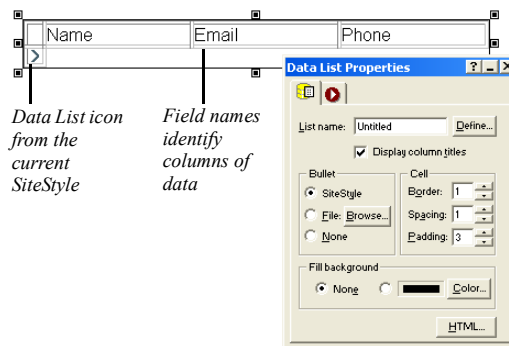 Name Email Phone
Data List icon
from the
current
SiteStyle
Field names
identify
columns of
data
Data List Properties
List name: Untitled Define...
Display column titles
Bullet
SiteStyle
File: Browse...
None
Cell
Border: 1
Spacing: 1
Padding: 3
Fill background
None Color...
HTML...